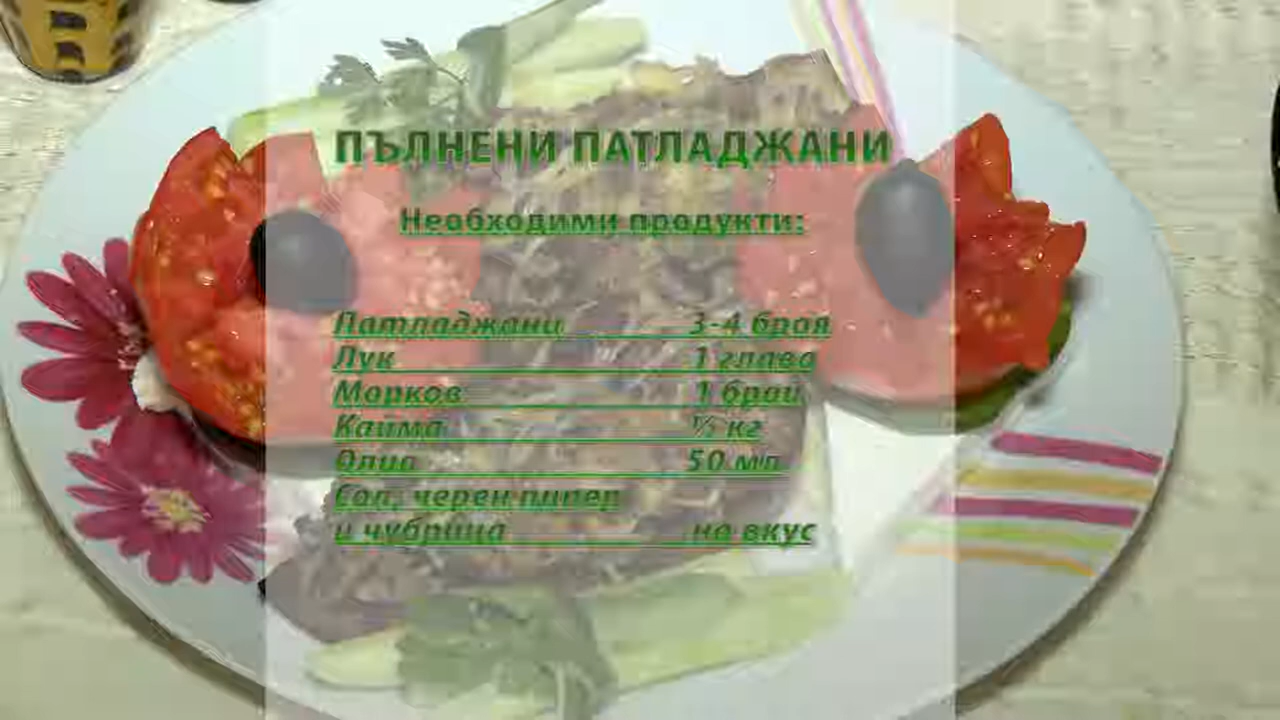 ПЪЛНЕНИ ПАТЛАДЖАНИ
Необходими продукти:
Патладжани 3-4 броя
Лук 1 глава
Морков 1 брой
Кайма ½ кг
Олио 50 мл
Сол, черен пипер
и чубрица на вкус